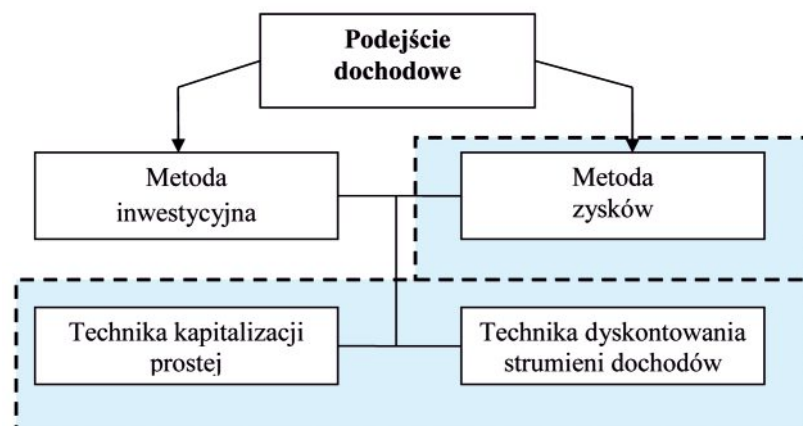 Podejście
dochodowe
Metoda
inwestycyjna
Metoda
zysków
Technika kapitalizacji
prostej
Technika dyskontowania
strumieni dochodów